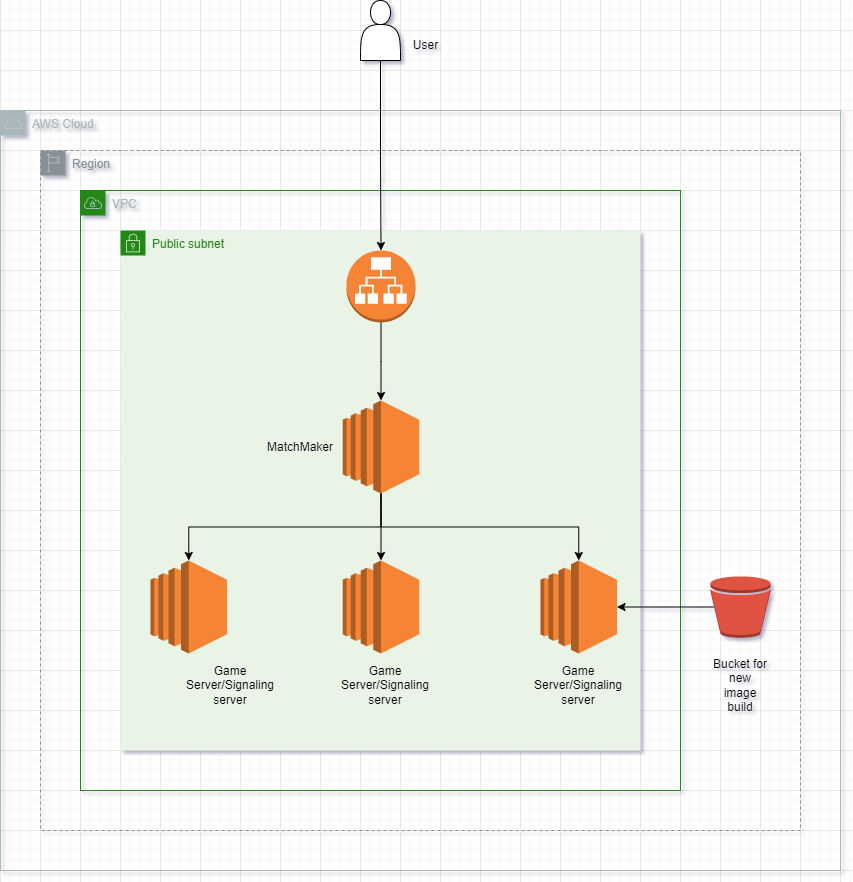 User
AWS Cloud
Region
VPC
Public subnet
MatchMaker
Game
Server/Signaling
server
Game
Server/Signaling
server
Game
Server/Signaling
server
Bucket for
new
image
build